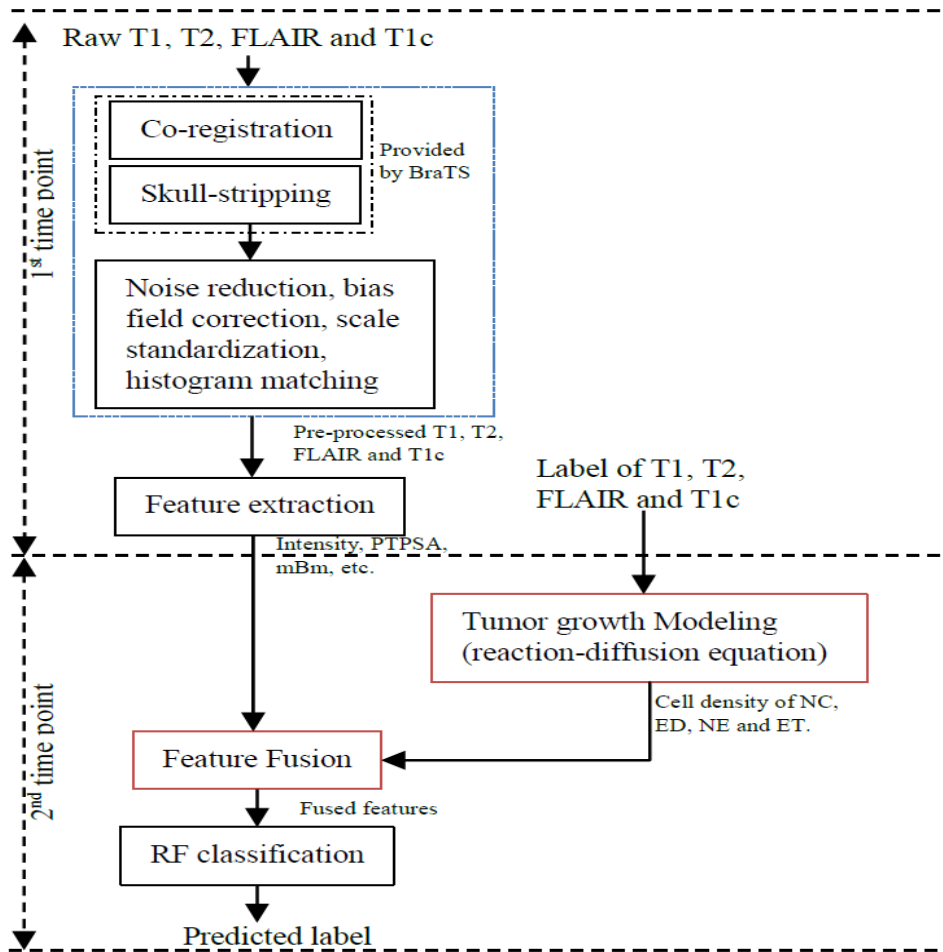 Raw T1, T2, FLAIR and T1c
1st time point
Co-registration
Skull-stripping
Provided
by BraTS
Noise reduction, bias
field correction, scale
standardization,
histogram matching
Pre-processed T1, T2,
FLAIR and T1c
Feature extraction
Label of T1, T2,
FLAIR and T1c
Intensity, PTPSA,
mBm, etc.
2nd time point
Tumor growth Modeling
(reaction-diffusion equation)
Cell density of NC,
ED, NE and ET.
Feature Fusion
Fused features
RF classification
Predicted label